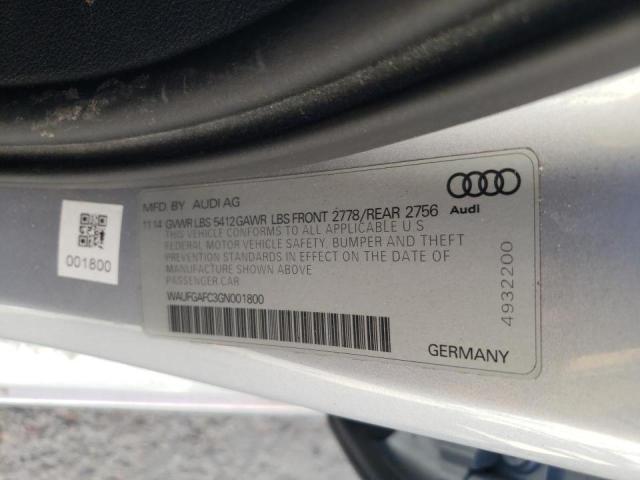 MFD. BY AUDI AG
11 14 GVWR LBS 5412 GAWR LBS FRONT 2778/REAR 2756
THIS VEHICLE CONFORMS TO ALL APPLICABLE U S
FEDERAL MOTOR VEHICLE SAFETY, BUMPER AND THEFT
PREVENTION STANDARDS IN EFFECT ON THE DATE OF
MANUFACTURE SHOWN ABOVE
PASSENGER CAR
WAUFGAFC3GN001800
Audi
4932200
GERMANY
001800